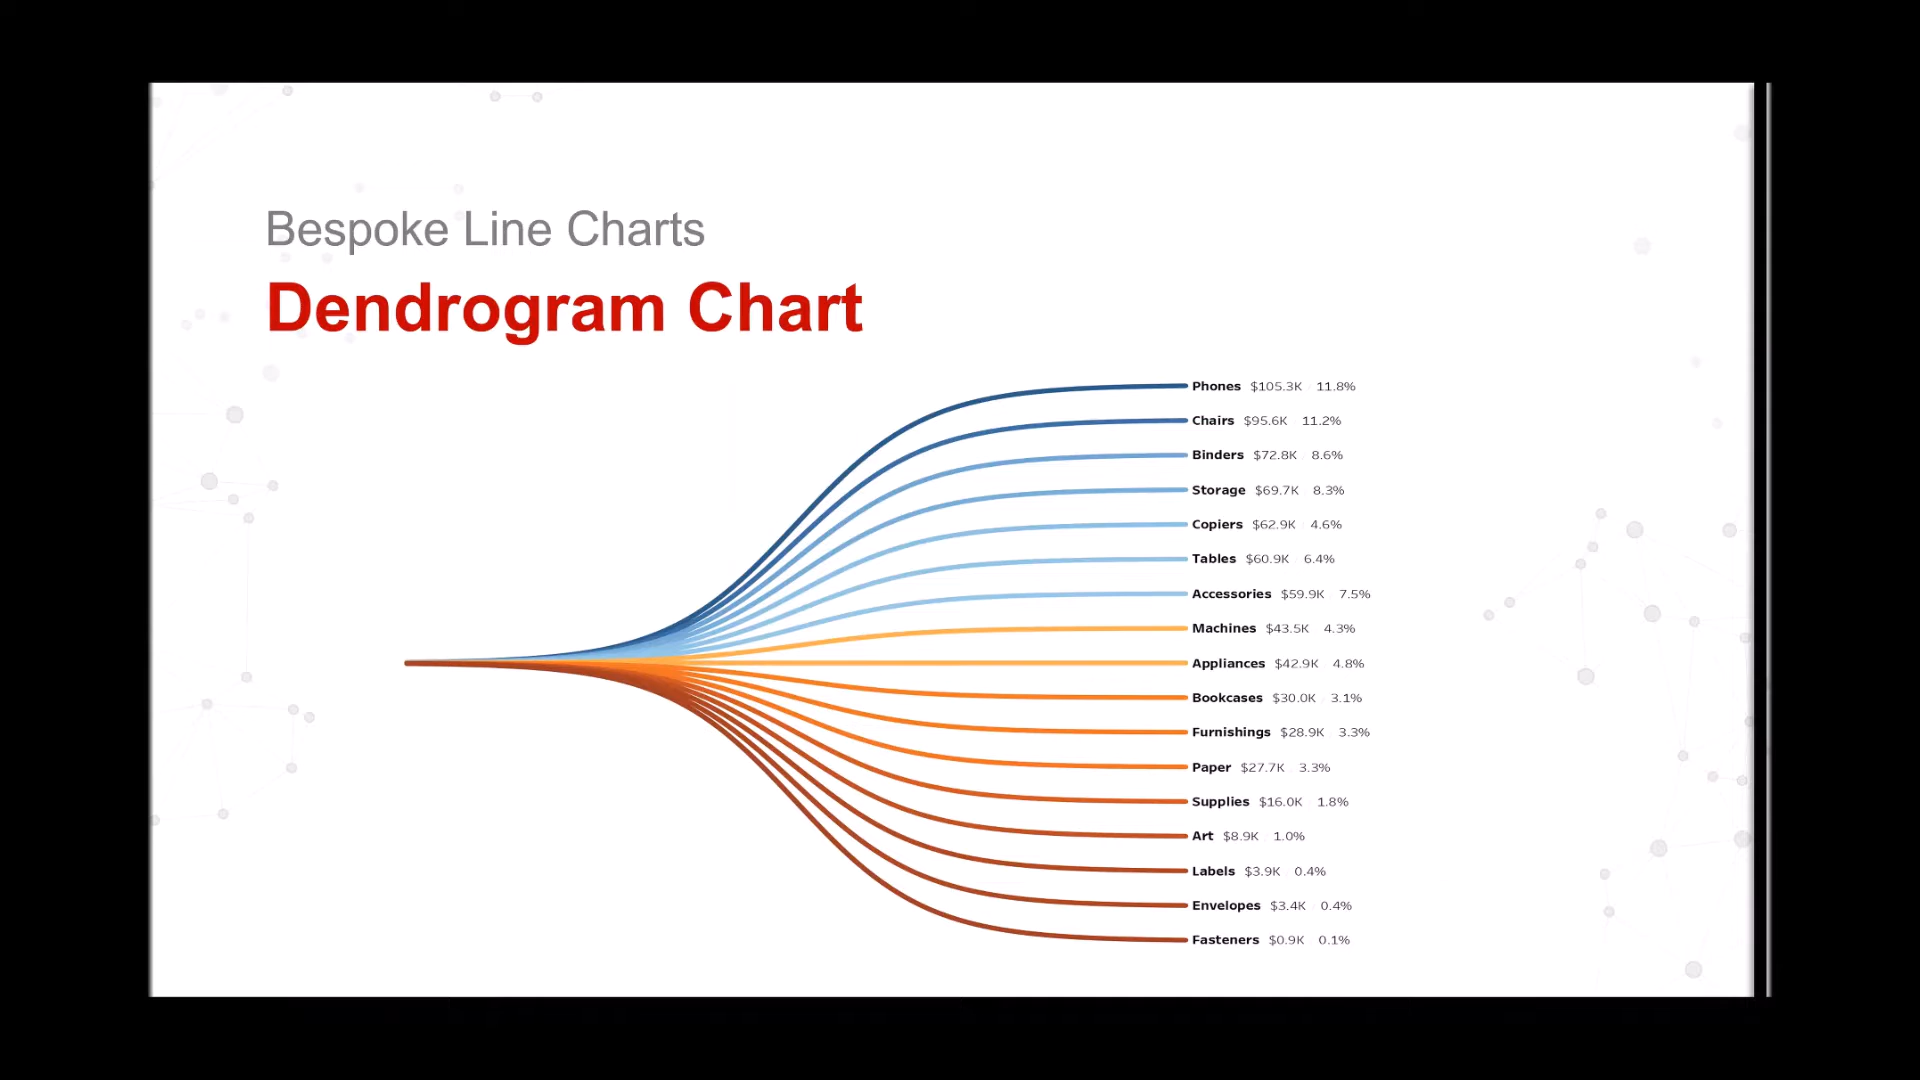 Bespoke Line Charts
Dendrogram Chart
Phones $105.3K 11.8%
Chairs $95.6K 11.2%
Binders $72.8K 8.6%
Storage $69.7K 8.3%
Copiers $62.9K 4.6%
Tables $60.9K 6.4%
Accessories $59.9K 7.5%
Machines $43.5K 4.3%
Appliances $42.9K 4.8%
Bookcases $30.0K 3.1%
Furnishings $28.9K 3.3%
Paper $27.7K 3.3%
Supplies $16.0K 1.8%
Art $8.9K 1.0%
Labels $3.9K 0.4%
Envelopes $3.4K 0.4%
Fasteners $0.9K 0.1%